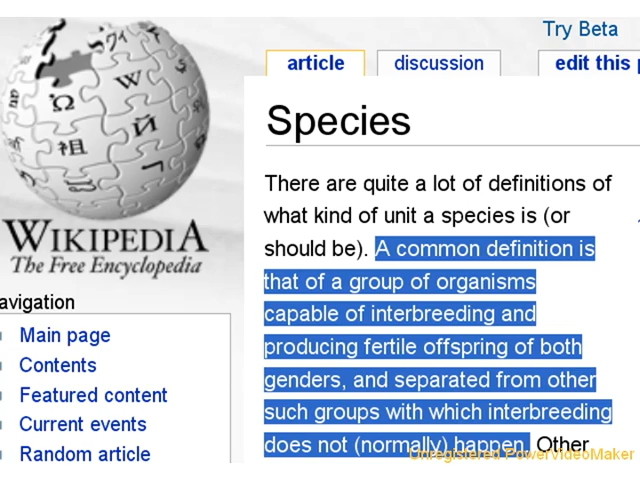 Try Beta
article discussion edit this
Species
There are quite a lot of definitions of
what kind of unit a species is (or
should be). A common definition is
that of a group of organisms
capable of interbreeding and
producing fertile offspring of both
genders, and separated from other
such groups with which interbreeding
does not (normally) happen. Other
Ω W И 祖
WIKIPEDIA
The Free Encyclopedia
avigation
Main page
Contents
Featured content
Current events
Random article
Unregistered PowerVideoMaker